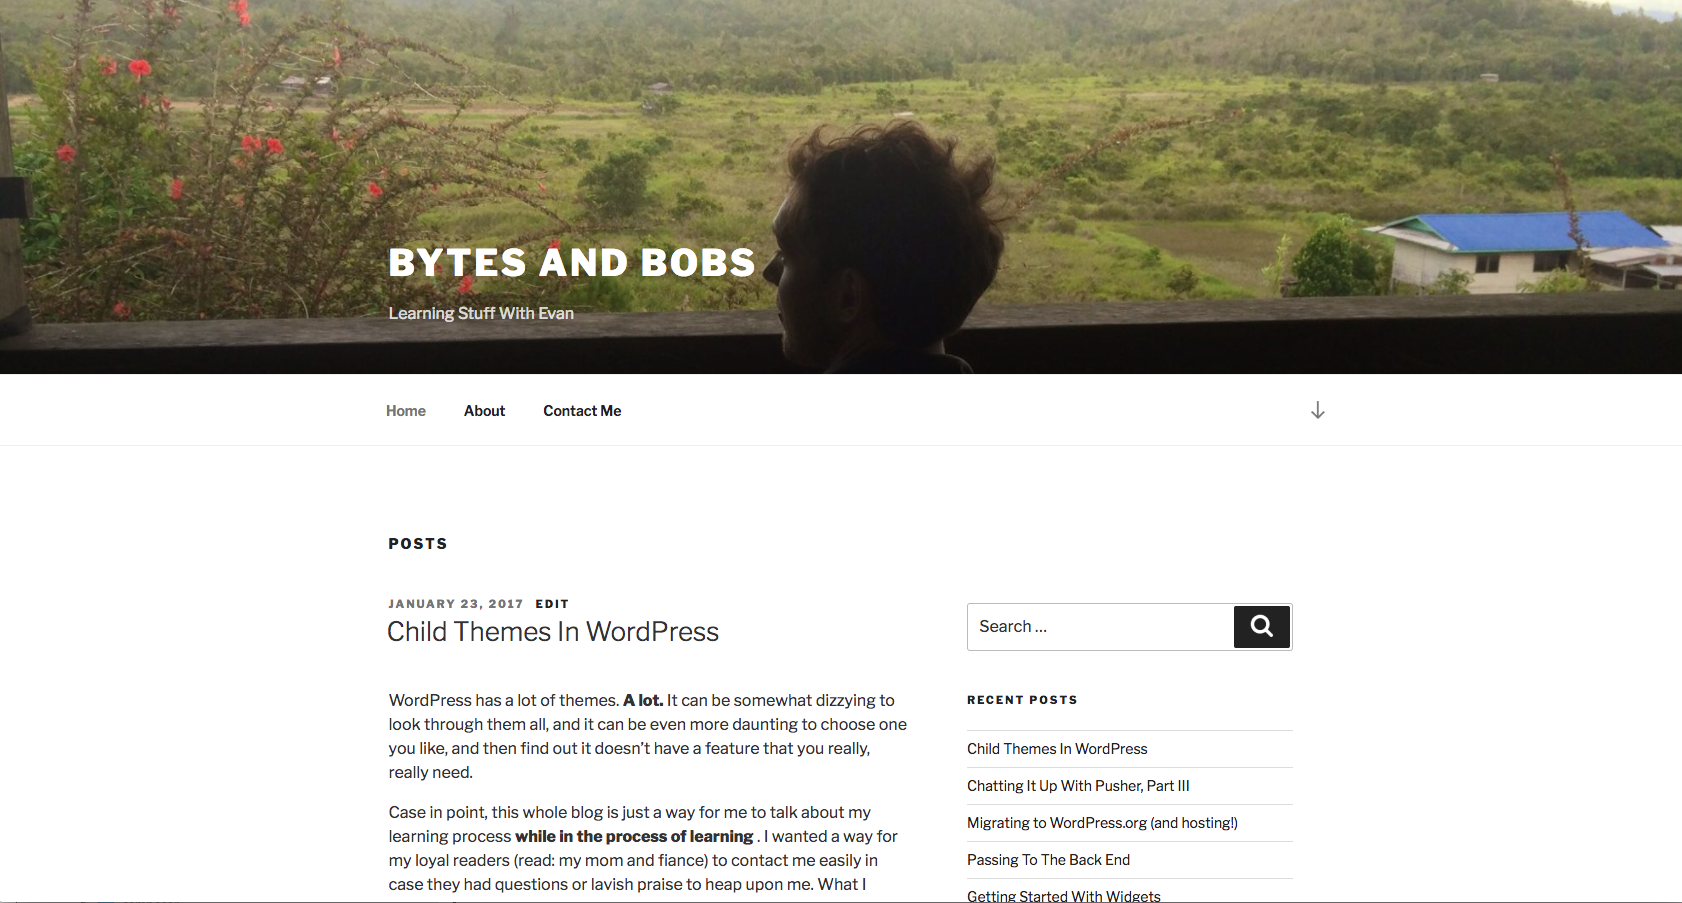 BYTES AND BOBS
Learning Stuff With Evan
Home About Contact Me
POSTS
JANUARY 23, 2017 EDIT
Child Themes In WordPress
WordPress has a lot of themes. A lot. It can be somewhat dizzying to
look through them all, and it can be even more daunting to choose one
you like, and then find out it doesn’t have a feature that you really,
really need.
Case in point, this whole blog is just a way for me to talk about my
learning process while in the process of learning . I wanted a way for
my loyal readers (read: my mom and fiance) to contact me easily in
case they had questions or lavish praise to heap upon me. What I
Search ...
RECENT POSTS
Child Themes In WordPress
Chatting It Up With Pusher, Part III
Migrating to WordPress.org (and hosting!)
Passing To The Back End
Getting Started With Widgets